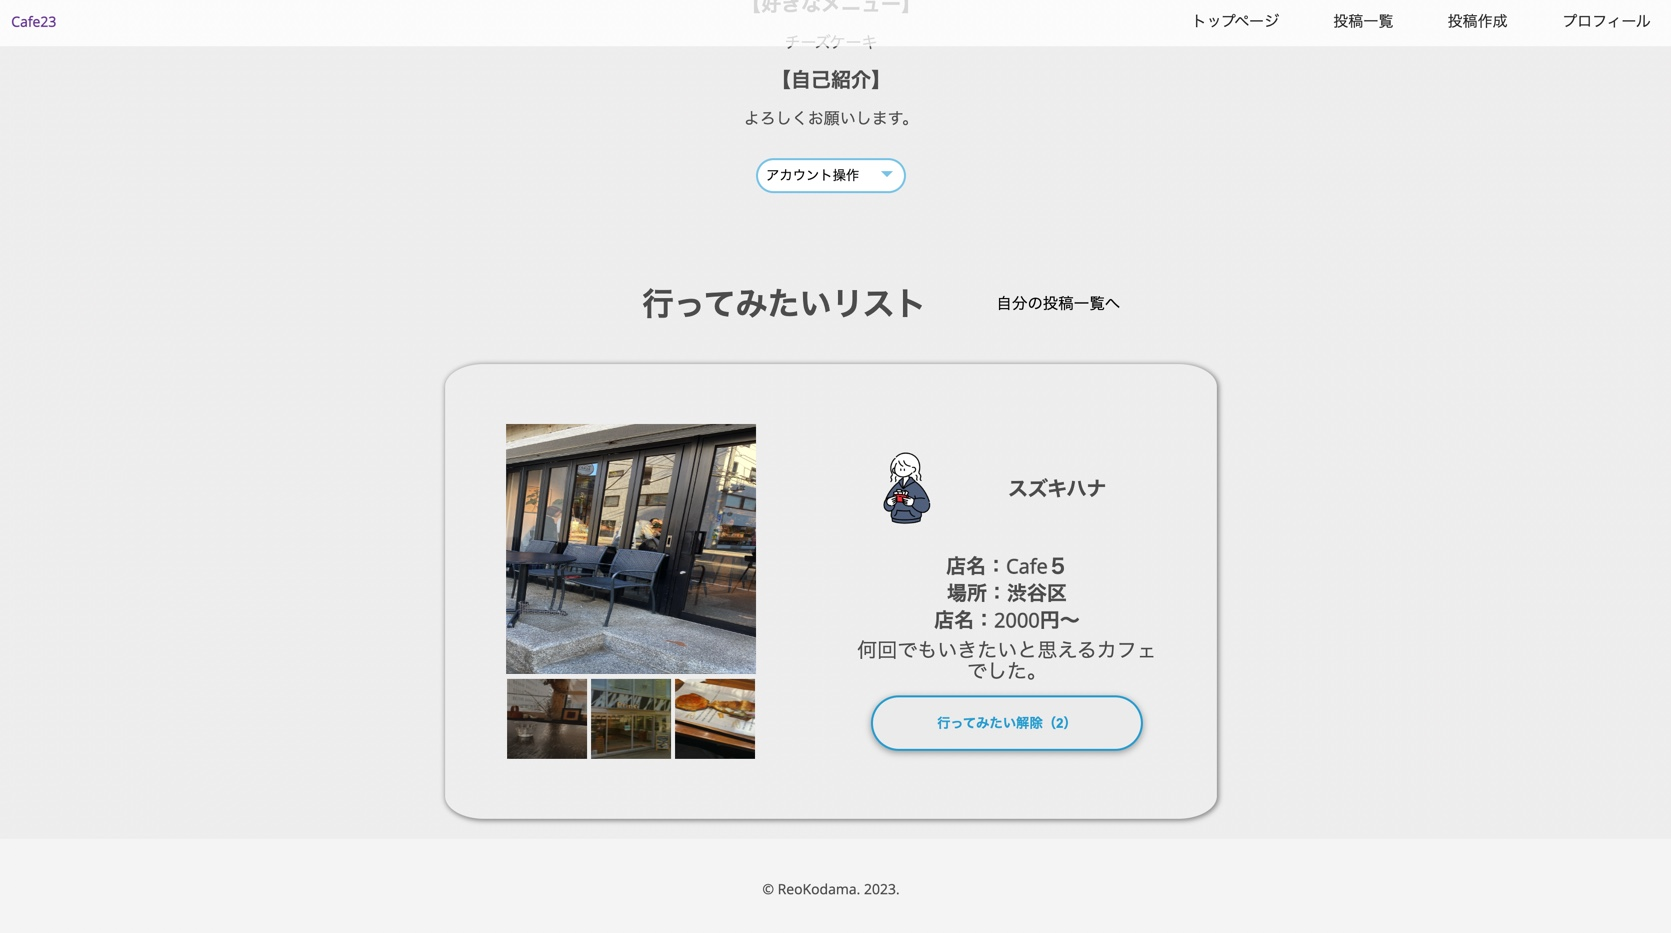 Cafe23
トップページ
投稿一覧
投稿作成
プロフィール
【好きなメニュー】
チーズケーキ
【自己紹介】
よろしくお願いします。
アカウント操作
行ってみたいリスト
自分の投稿一覧へ
スズキハナ
店名：Cafe５
場所：渋谷区
店名：2000円〜
何回でもいきたいと思えるカフェ
でした。
行ってみたい解除（2）
© ReoKodama. 2023.